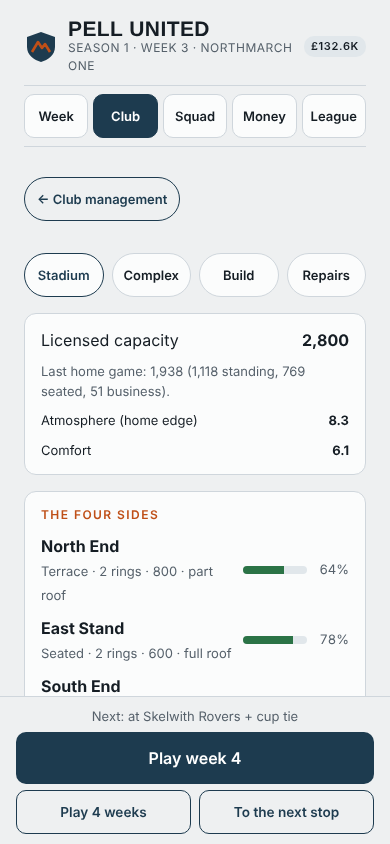 PELL UNITED
SEASON 1 · WEEK 3 · NORTHMARCH
ONE
£132.6K
Week
Club
Squad
Money
League
← Club management
Stadium
Complex
Build
Repairs
Licensed capacity
2,800
Last home game: 1,938 (1,118 standing, 769
seated, 51 business).
Atmosphere (home edge)
8.3
Comfort
6.1
THE FOUR SIDES
North End
Terrace · 2 rings · 800 · part
roof
64%
East Stand
Seated · 2 rings · 600 · full roof
78%
South End
Next: at Skelwith Rovers + cup tie
Play week 4
Play 4 weeks
To the next stop